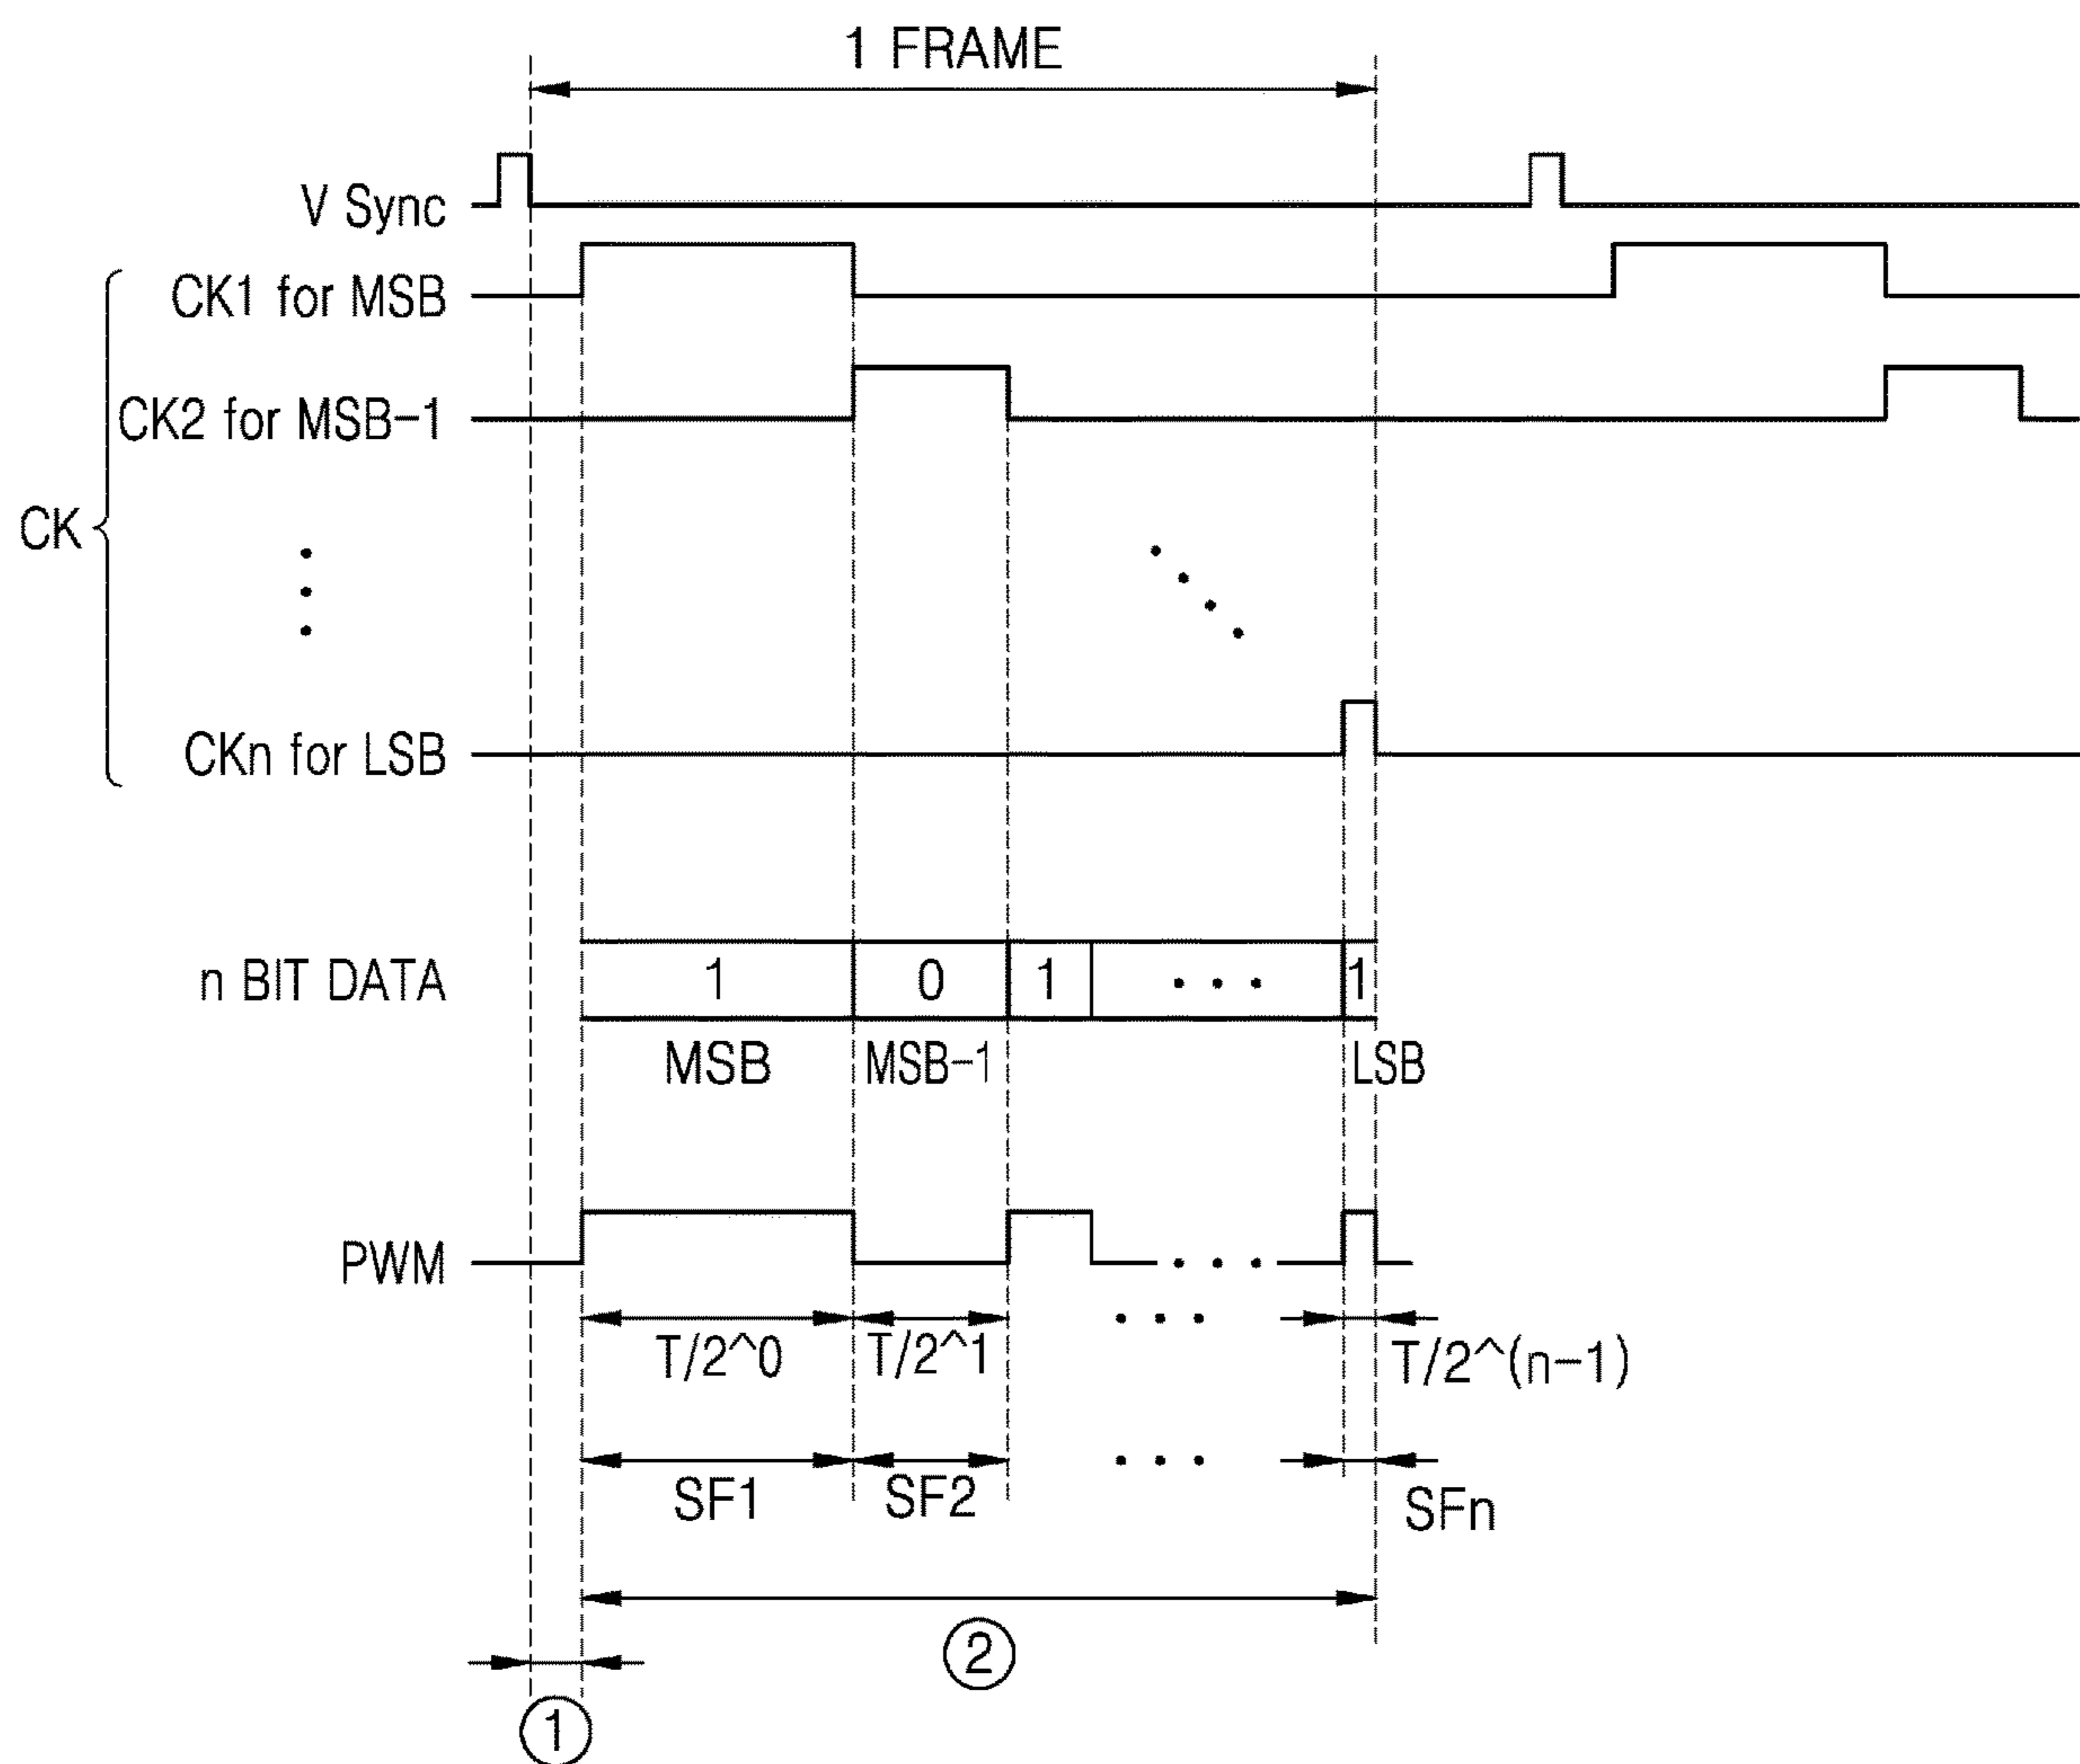 1 FRAME
V Sync
CK1 for MSB
CK2 for MSB-1
CK
CKn for LSB
n BIT DATA 1 0 1 • • • 1
MSB MSB-1 LSB
PWM
T/2^0 T/2^1 • • • T/2^(n-1)
SF1 SF2 • • • SFn
②
①